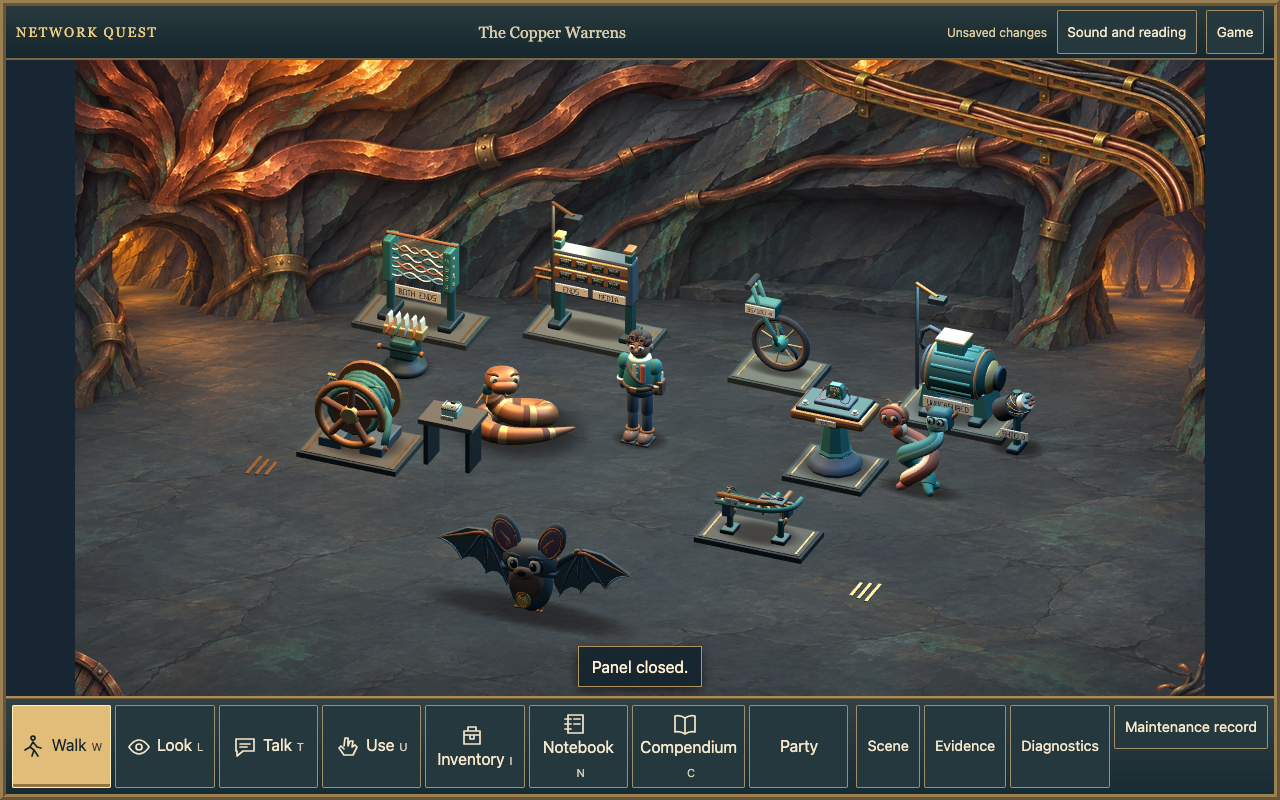 NETWORK QUEST
The Copper Warrens
Unsaved changes
Sound and reading
Game
BOTH ENDS
ENDS
MEDIA
Panel closed.
Walk W
Look L
Talk T
Use U
Inventory I
Notebook N
Compendium C
Party
Scene
Evidence
Diagnostics
Maintenance record